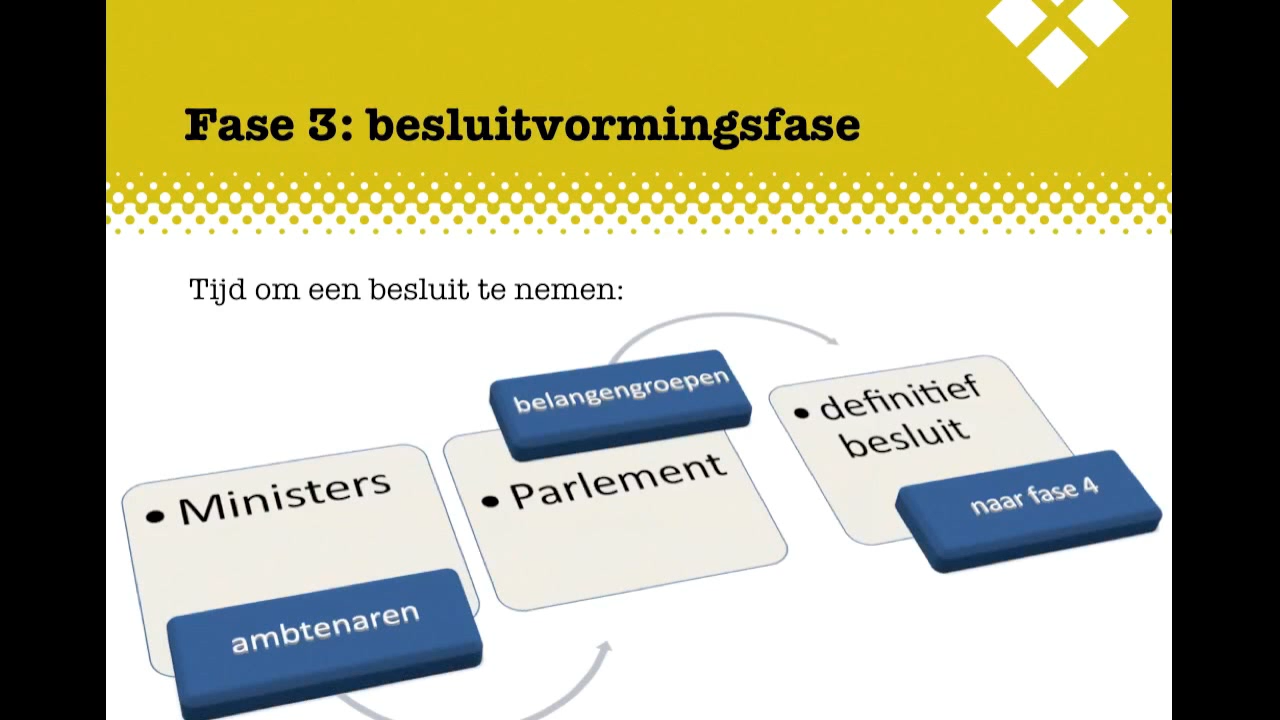 Fase 3: besluitvormingsfase
Tijd om een besluit te nemen:
• Ministers
ambtenaren
belangengroepen
• Parlement
• definitief
besluit
naar fase 4